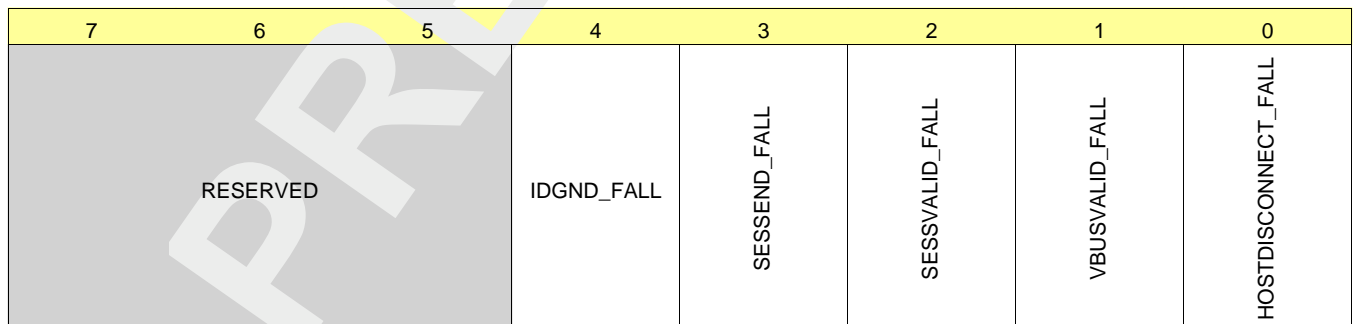 7 6 5 4 3 2 1 0
RESERVED IDGND_FALL SESSEND_FALL SESSVALID_FALL VBUSVALID_FALL HOSTDISCONNECT_FALL